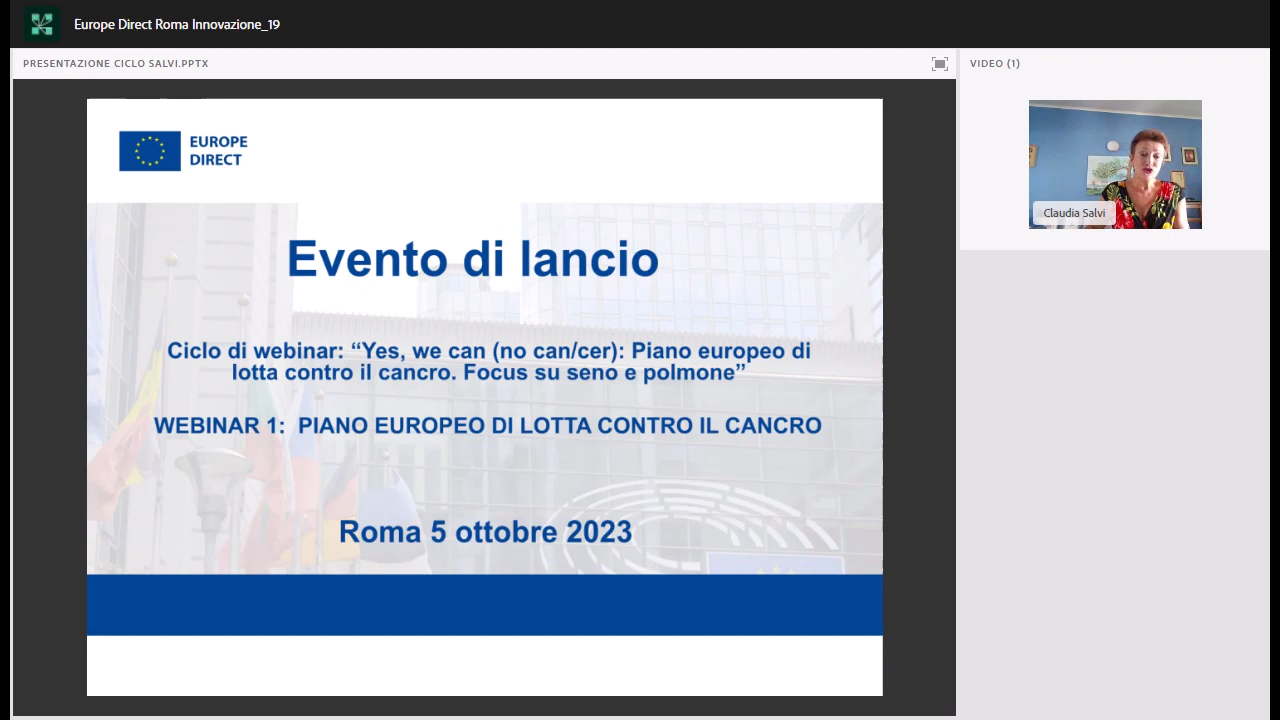 Europe Direct Roma Innovazione_19
PRESENTAZIONE CICLO SALVI.PPTX
VIDEO (1)
EUROPE
DIRECT
Evento di lancio
Ciclo di webinar: “Yes, we can (no can/cer): Piano europeo di
lotta contro il cancro. Focus su seno e polmone”
WEBINAR 1: PIANO EUROPEO DI LOTTA CONTRO IL CANCRO
Roma 5 ottobre 2023
Claudia Salvi